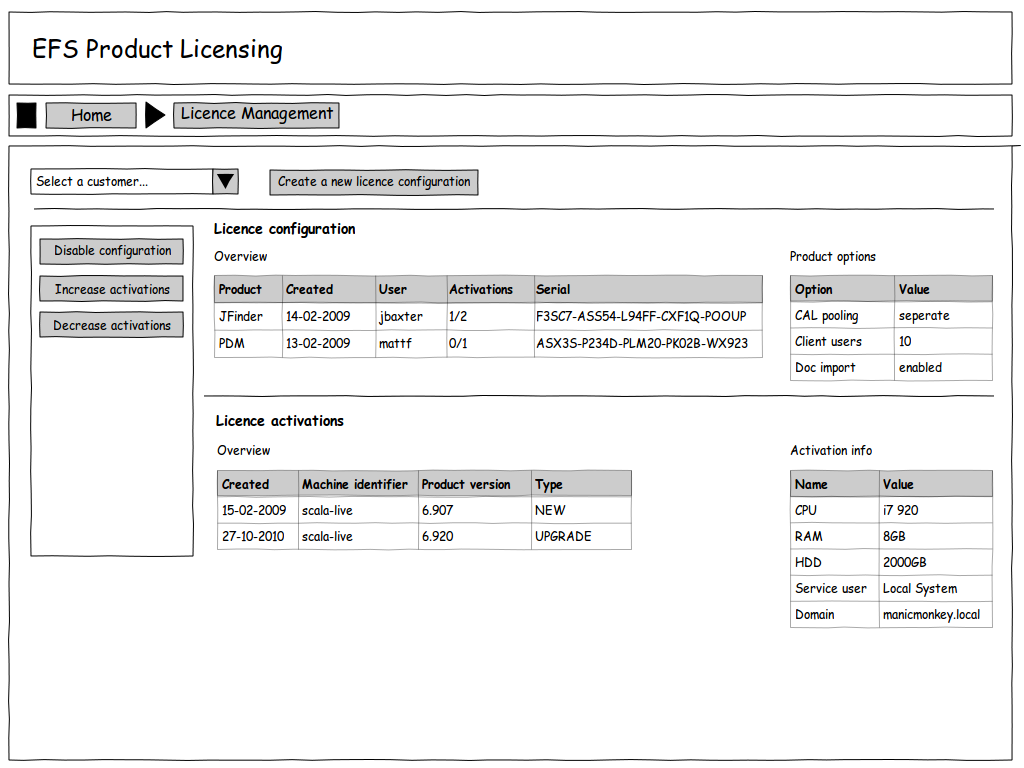 EFS Product Licensing
Home Licence Management
Select a customer... Create a new licence configuration
Disable configuration
Increase activations
Decrease activations
Licence configuration
Overview
Product Created User Activations Serial
JFinder 14-02-2009 jbaxter 1/2 F3SC7-ASS54-L94FF-CXF1Q-POOUP
PDM 13-02-2009 mattf 0/1 ASX3S-P234D-PLM20-PK02B-WX923
Product options
Option Value
CAL pooling seperate
Client users 10
Doc import enabled
Licence activations
Overview
Created Machine identifier Product version Type
15-02-2009 scala-live 6.907 NEW
27-10-2010 scala-live 6.920 UPGRADE
Activation info
Name Value
CPU i7 920
RAM 8GB
HDD 2000GB
Service user Local System
Domain manicmonkey.local